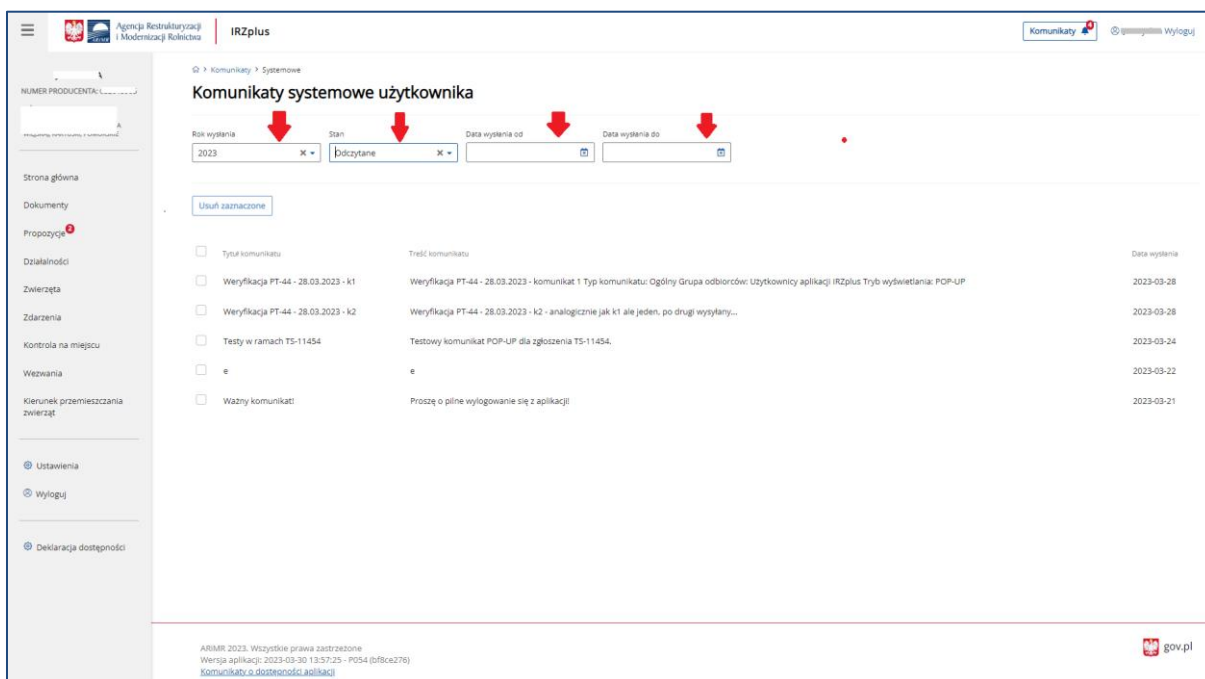 Agencja Restrukturyzacji
i Modernizacji Rolnictwa
ARiMR
IRZplus
Komunikaty 4
Wyloguj
Komunikaty > Systemowe
Komunikaty systemowe użytkownika
NUMER PRODUCENTA:
Rok wysłania
Stan
Data wysłania od
Data wysłania do
2023
Odczytane
Usuń zaznaczone
Strona główna
Dokumenty
Propozycje 2
Działalności
Zwierzęta
Zdarzenia
Kontrola na miejscu
Wezwania
Kierunek przemieszczania
zwierząt
Ustawienia
Wyloguj
Deklaracja dostępności
Tytuł komunikatu Treść komunikatu Data wysłania
Weryfikacja PT-44 - 28.03.2023 - k1 Weryfikacja PT-44 - 28.03.2023 - komunikat 1 Typ komunikatu: Ogólny Grupa odbiorców: Użytkownicy aplikacji IRZplus Tryb wyświetlania: POP-UP 2023-03-28
Weryfikacja PT-44 - 28.03.2023 - k2 Weryfikacja PT-44 - 28.03.2023 - k2 - analogicznie jak k1 ale jeden, po drugi wysyłany... 2023-03-28
Testy w ramach TS-11454 Testowy komunikat POP-UP dla zgłoszenia TS-11454. 2023-03-24
e e 2023-03-22
Ważny komunikat! Proszę o pilne wylogowanie się z aplikacji! 2023-03-21
ARiMR 2023. Wszystkie prawa zastrzeżone
Wersja aplikacji: 2023-03-30 13:57:25 - P054 (bf8ce276)
Komunikaty o dostępności aplikacji
gov.pl